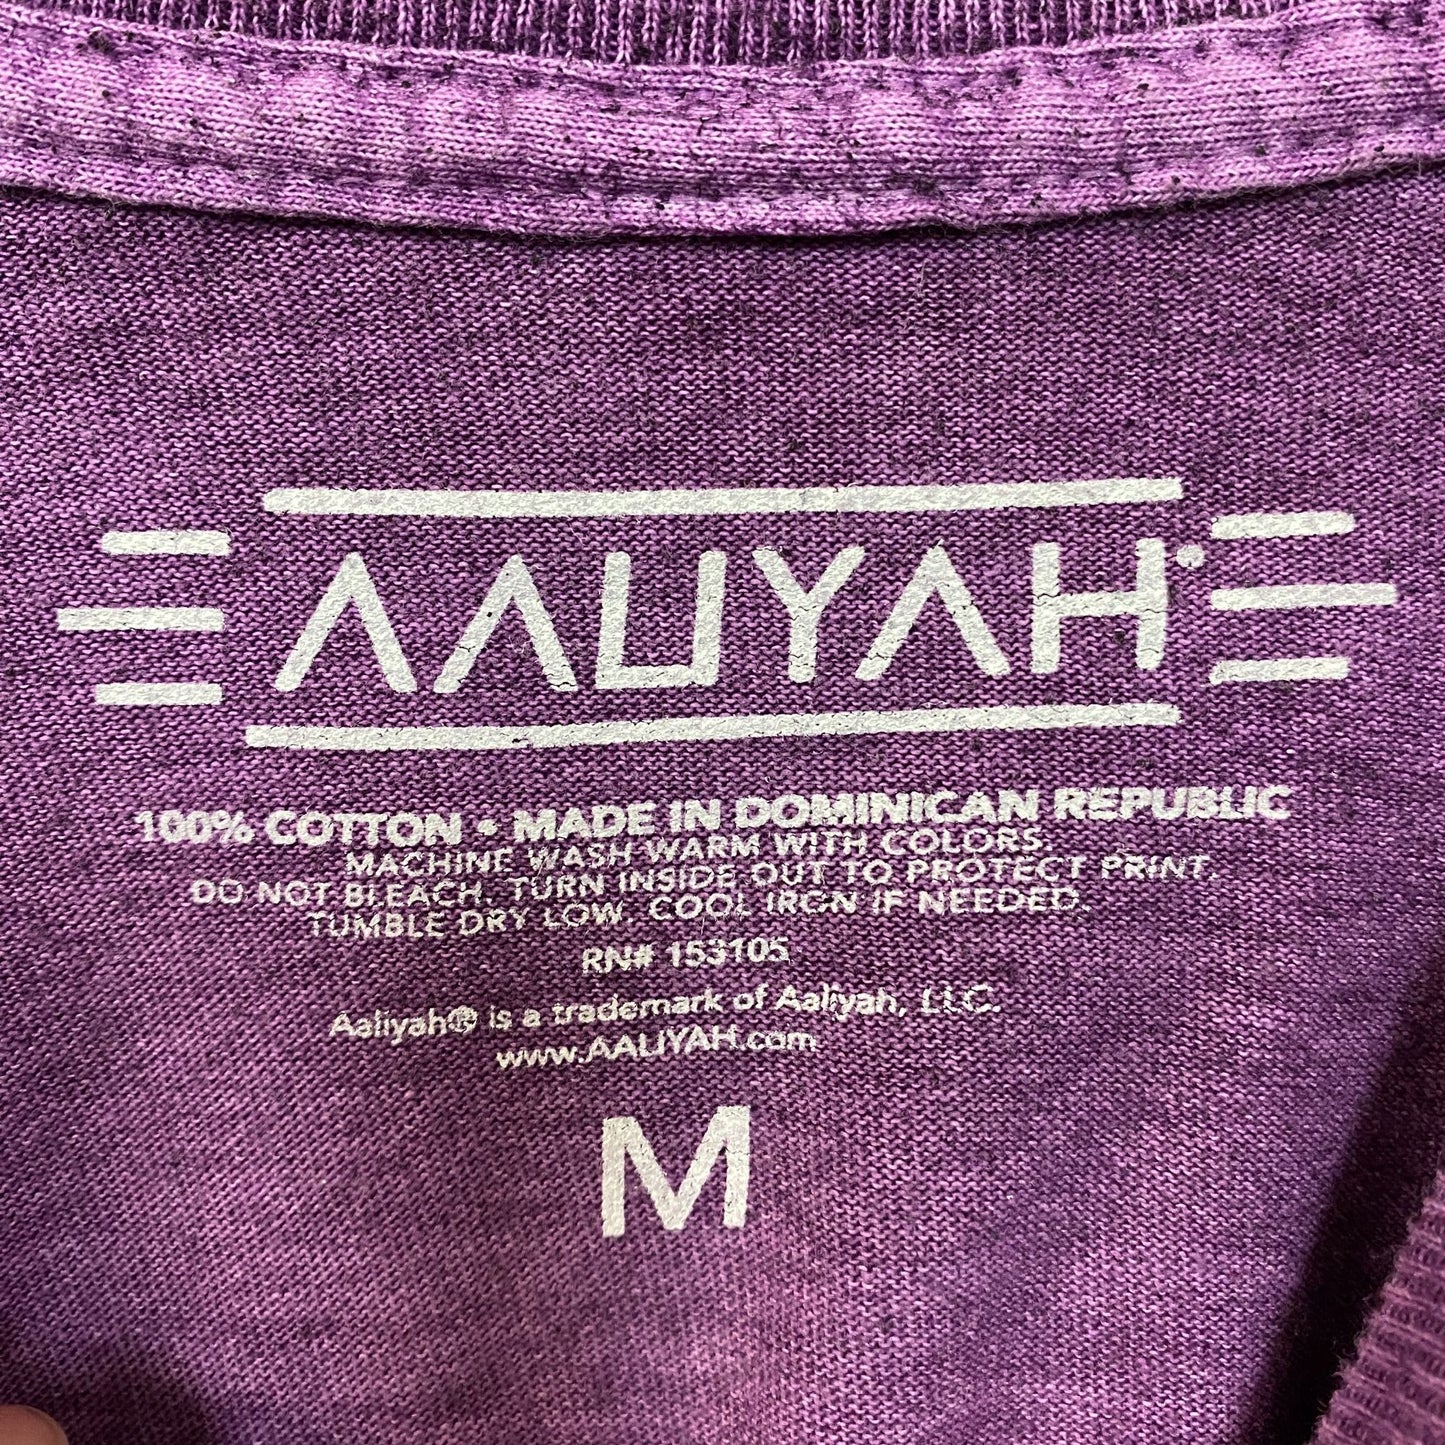 AALIYAH®
100% COTTON • MADE IN DOMINICAN REPUBLIC
MACHINE WASH WARM WITH COLORS.
DO NOT BLEACH. TURN INSIDE OUT TO PROTECT PRINT.
TUMBLE DRY LOW. COOL IRON IF NEEDED.
RN# 153105
Aaliyah® is a trademark of Aaliyah, LLC.
www.AALIYAH.com
M